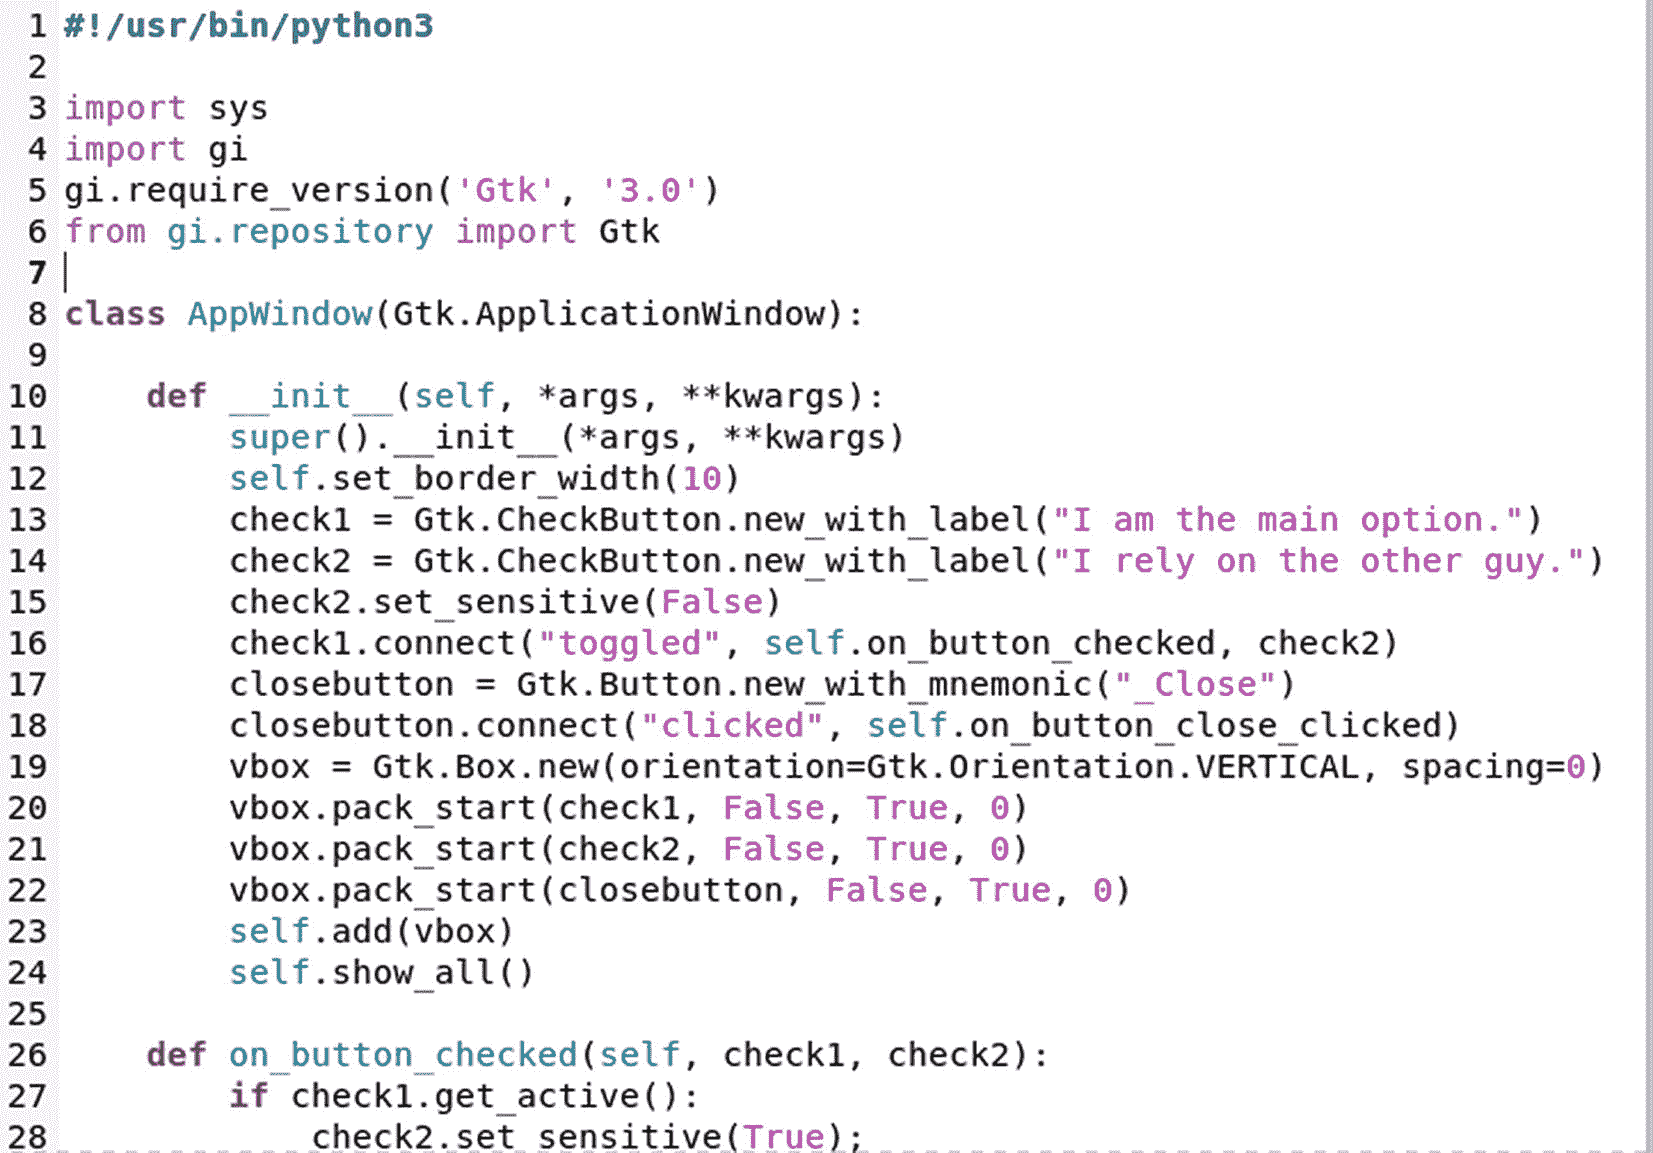 1 #!/usr/bin/python3
2
3 import sys
4 import gi
5 gi.require_version('Gtk', '3.0')
6 from gi.repository import Gtk
7
8 class AppWindow(Gtk.ApplicationWindow):
9
10     def __init__(self, *args, **kwargs):
11         super().__init__(*args, **kwargs)
12         self.set_border_width(10)
13         check1 = Gtk.CheckButton.new_with_label("I am the main option.")
14         check2 = Gtk.CheckButton.new_with_label("I rely on the other guy.")
15         check2.set_sensitive(False)
16         check1.connect("toggled", self.on_button_checked, check2)
17         closebutton = Gtk.Button.new_with_mnemonic("_Close")
18         closebutton.connect("clicked", self.on_button_close_clicked)
19         vbox = Gtk.Box.new(orientation=Gtk.Orientation.VERTICAL, spacing=0)
20         vbox.pack_start(check1, False, True, 0)
21         vbox.pack_start(check2, False, True, 0)
22         vbox.pack_start(closebutton, False, True, 0)
23         self.add(vbox)
24         self.show_all()
25
26     def on_button_checked(self, check1, check2):
27         if check1.get_active():
28             check2.set_sensitive(True);